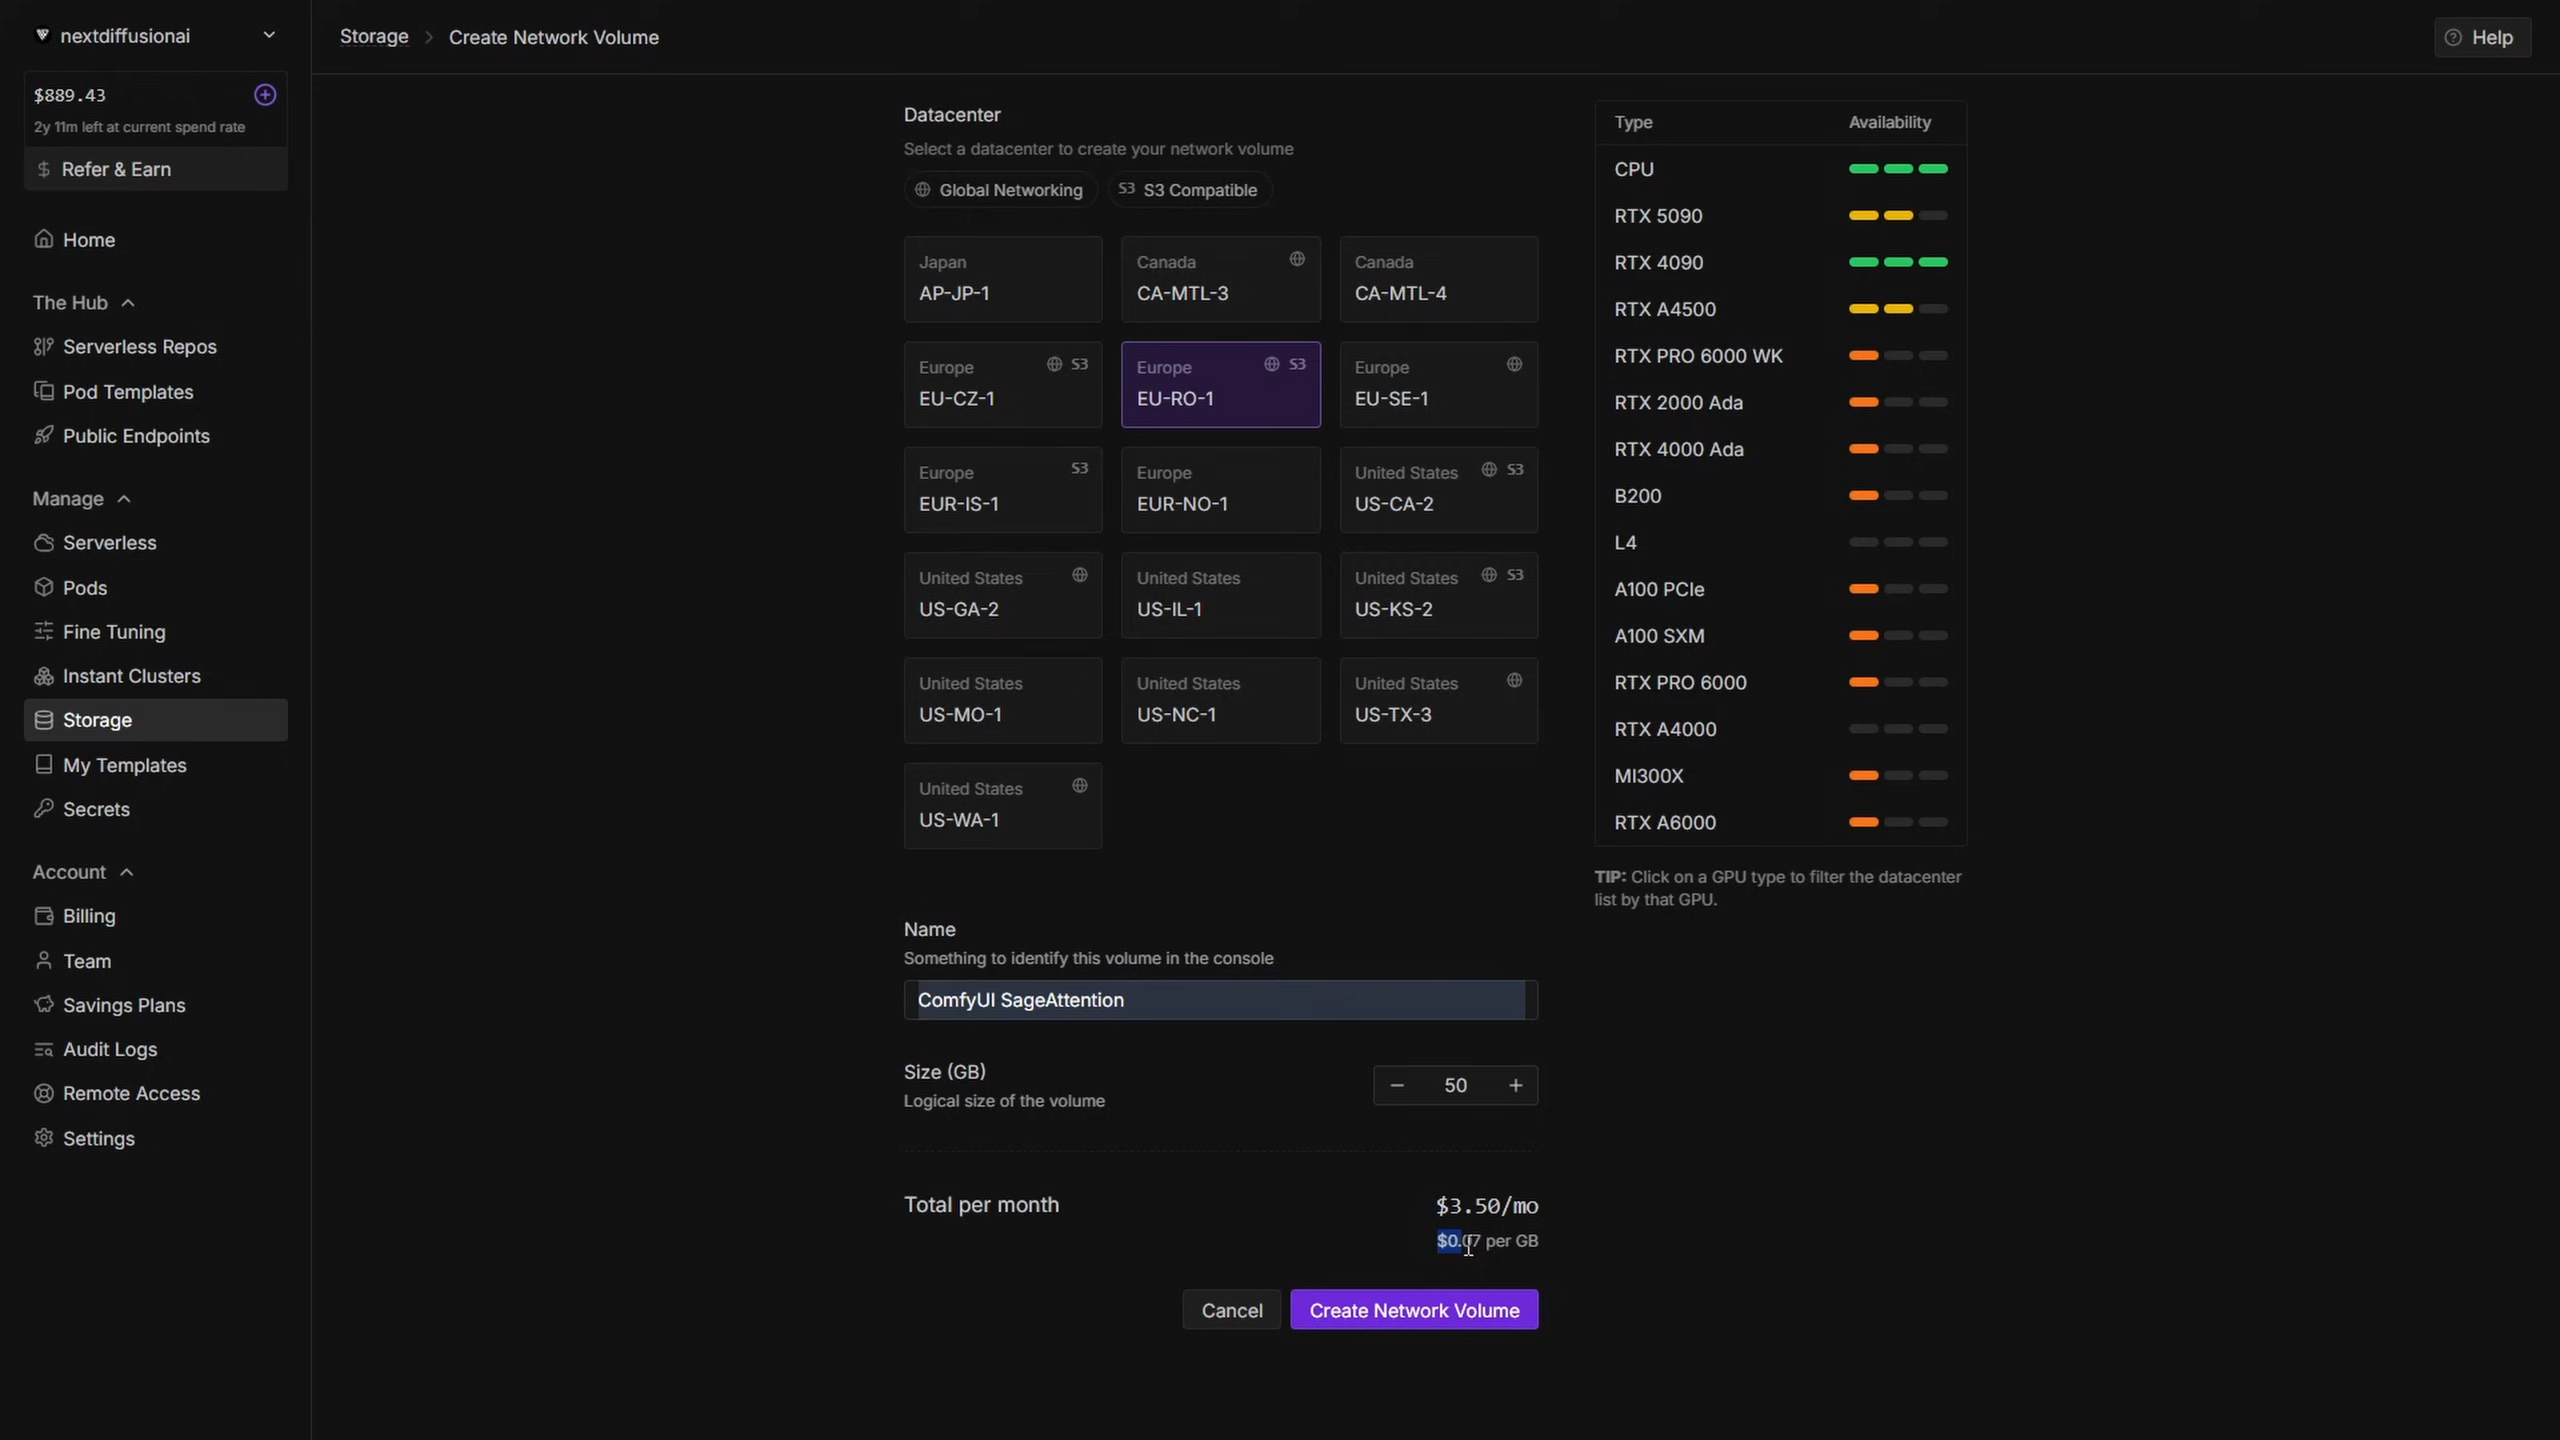 nextdiffusionai
$889.43
2y 11m left at current spend rate
$ Refer & Earn
Home
The Hub
Serverless Repos
Pod Templates
Public Endpoints
Manage
Serverless
Pods
Fine Tuning
Instant Clusters
Storage
My Templates
Secrets
Account
Billing
Team
Savings Plans
Audit Logs
Remote Access
Settings
Storage > Create Network Volume
Help
Datacenter
Select a datacenter to create your network volume
Global Networking
S3 S3 Compatible
Japan
AP-JP-1
Canada
CA-MTL-3
Canada
CA-MTL-4
Europe S3
EU-CZ-1
Europe S3
EU-RO-1
Europe
EU-SE-1
Europe S3
EUR-IS-1
Europe
EUR-NO-1
United States S3
US-CA-2
United States
US-GA-2
United States
US-IL-1
United States S3
US-KS-2
United States
US-MO-1
United States
US-NC-1
United States
US-TX-3
United States
US-WA-1
Name
Something to identify this volume in the console
ComfyUI SageAttention
Size (GB)
Logical size of the volume
− 50 +
Total per month
$3.50/mo
$0.07 per GB
Cancel
Create Network Volume
Type Availability
CPU
RTX 5090
RTX 4090
RTX A4500
RTX PRO 6000 WK
RTX 2000 Ada
RTX 4000 Ada
B200
L4
A100 PCIe
A100 SXM
RTX PRO 6000
RTX A4000
MI300X
RTX A6000
TIP: Click on a GPU type to filter the datacenter
list by that GPU.